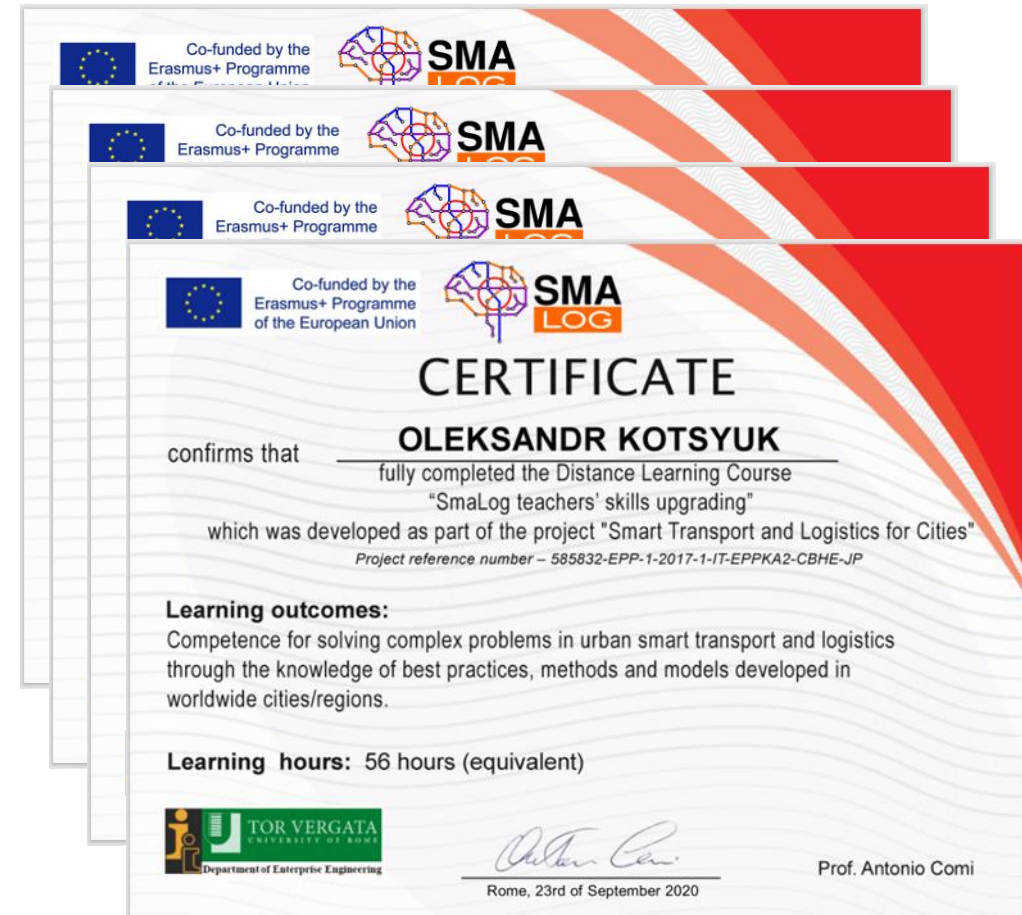 Co-funded by the
Erasmus+ Programme
of the European Union
SMA
LOG
Co-funded by the
Erasmus+ Programme
SMA
LOG
Co-funded by the
Erasmus+ Programme
SMA
LOG
Co-funded by the
Erasmus+ Programme
of the European Union
SMA
LOG
CERTIFICATE
confirms that OLEKSANDR KOTSYUK
fully completed the Distance Learning Course
“SmaLog teachers’ skills upgrading”
which was developed as part of the project "Smart Transport and Logistics for Cities"
Project reference number – 585832-EPP-1-2017-1-IT-EPPKA2-CBHE-JP
Learning outcomes:
Competence for solving complex problems in urban smart transport and logistics
through the knowledge of best practices, methods and models developed in
worldwide cities/regions.
Learning hours: 56 hours (equivalent)
TOR VERGATA
UNIVERSITY OF ROME
Department of Enterprise Engineering
Prof. Antonio Comi
Rome, 23rd of September 2020